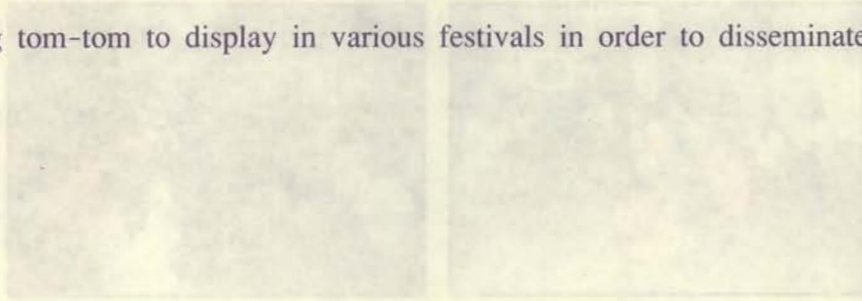 tom-tom to display in various festivals in order to disseminate